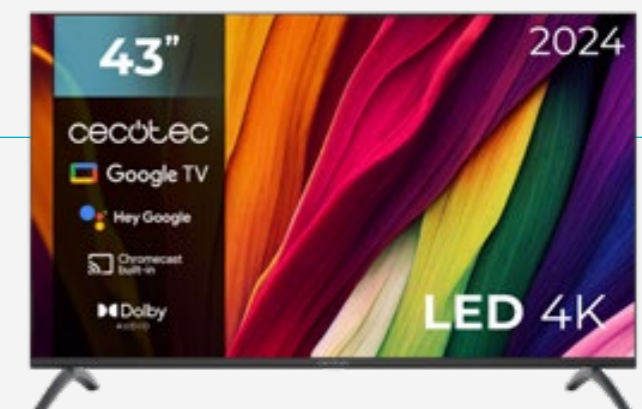 43”
2024
cecotec
Google TV
Hey Google
Chromecast
built-in
Dolby
AUDIO
LED 4K